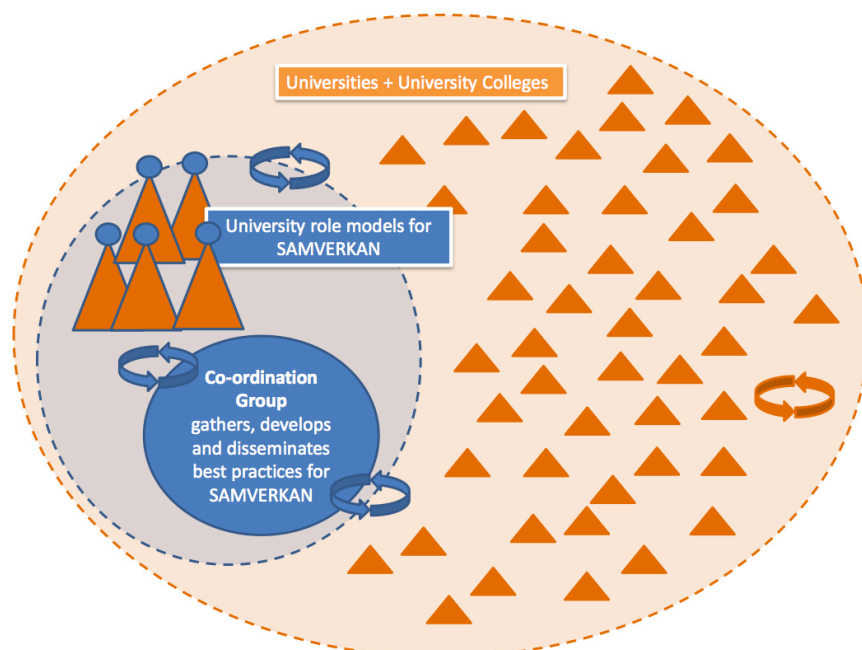 Universities + University Colleges
University role models for
SAMVERKAN
Co-ordination
Group
gathers, develops
and disseminates
best practices for
SAMVERKAN